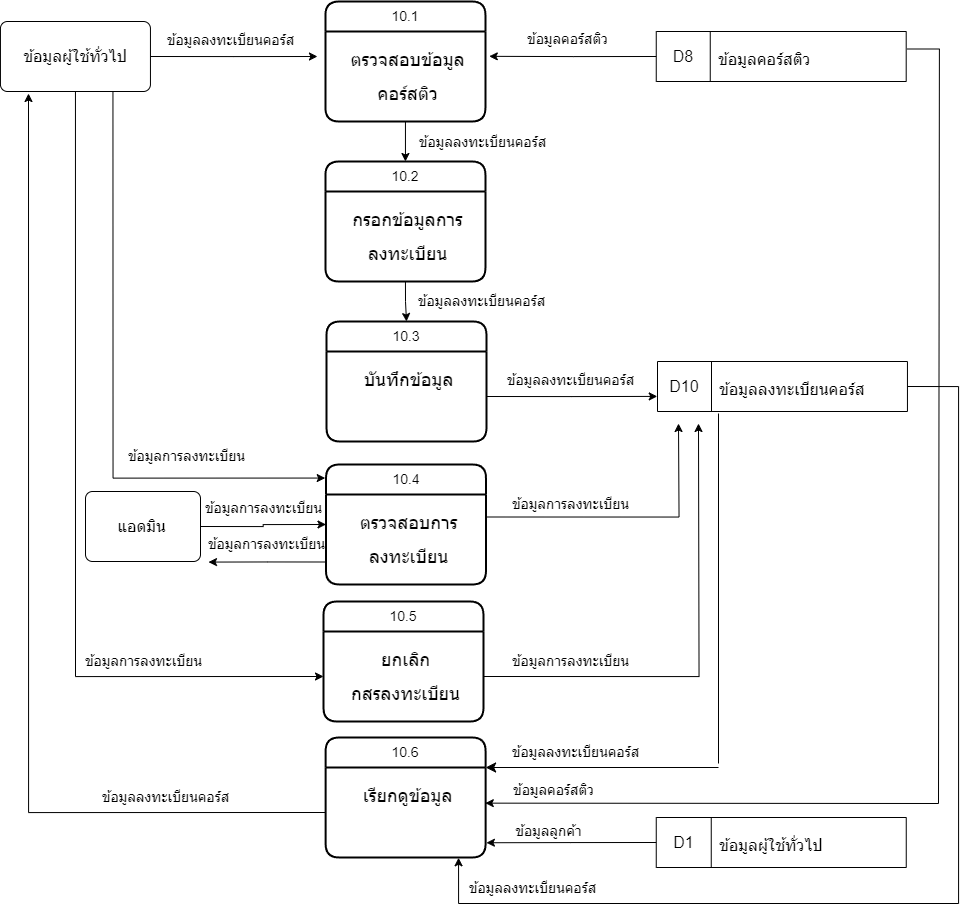 10.1
ข้อมูลผู้ใช้ทั่วไป
ข้อมูลลงทะเบียนคอร์ส
ตรวจสอบข้อมูล
คอร์สติว
ข้อมูลคอร์สติว
D8
ข้อมูลคอร์สติว
ข้อมูลลงทะเบียนคอร์ส
10.2
กรอกข้อมูลการ
ลงทะเบียน
ข้อมูลลงทะเบียนคอร์ส
10.3
บันทึกข้อมูล
ข้อมูลลงทะเบียนคอร์ส
D10
ข้อมูลลงทะเบียนคอร์ส
ข้อมูลการลงทะเบียน
10.4
ตรวจสอบการ
ลงทะเบียน
แอดมิน
ข้อมูลการลงทะเบียน
ข้อมูลการลงทะเบียน
ข้อมูลการลงทะเบียน
10.5
ยกเลิก
กสรลงทะเบียน
ข้อมูลการลงทะเบียน
ข้อมูลการลงทะเบียน
10.6
เรียกดูข้อมูล
ข้อมูลลงทะเบียนคอร์ส
ข้อมูลลงทะเบียนคอร์ส
ข้อมูลคอร์สติว
ข้อมูลลูกค้า
D1
ข้อมูลผู้ใช้ทั่วไป
ข้อมูลลงทะเบียนคอร์ส